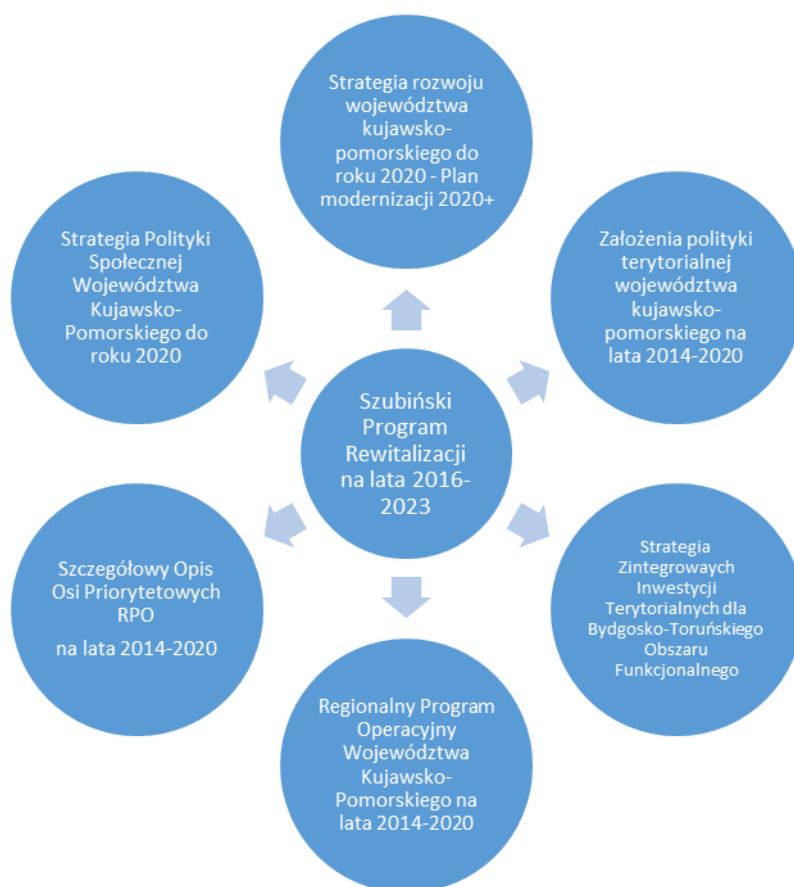 Strategia rozwoju
województwa
kujawsko-
pomorskiego do
roku 2020 - Plan
modernizacji 2020+
Strategia Polityki
Społecznej
Województwa
Kujawsko-
Pomorskiego do
roku 2020
Założenia polityki
terytorialnej
województwa
kujawsko-
pomorskiego na
lata 2014-2020
Szubiński
Program
Rewitalizacji
na lata 2016-
2023
Szczegółowy Opis
Osi Priorytetowych
RPO
na lata 2014-2020
Strategia
Zintegrowaych
Inwestycji
Terytorialnych dla
Bydgosko-Toruńskiego
Obszaru
Funkcjonalnego
Regionalny Program
Operacyjny
Województwa
Kujawsko-
Pomorskiego na
lata 2014-2020